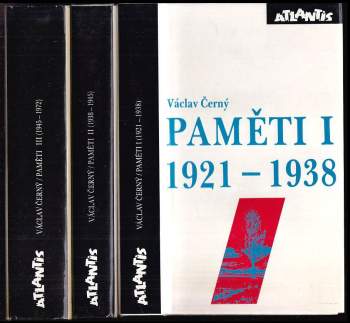 ATLANTIS
VÁCLAV ČERNÝ / PAMĚTI III (1945–1972)
ATLANTIS
VÁCLAV ČERNÝ / PAMĚTI II (1938–1945)
ATLANTIS
VÁCLAV ČERNÝ / PAMĚTI I (1921–1938)
ATLANTIS
Václav Černý
PAMĚTI I
1921 – 1938